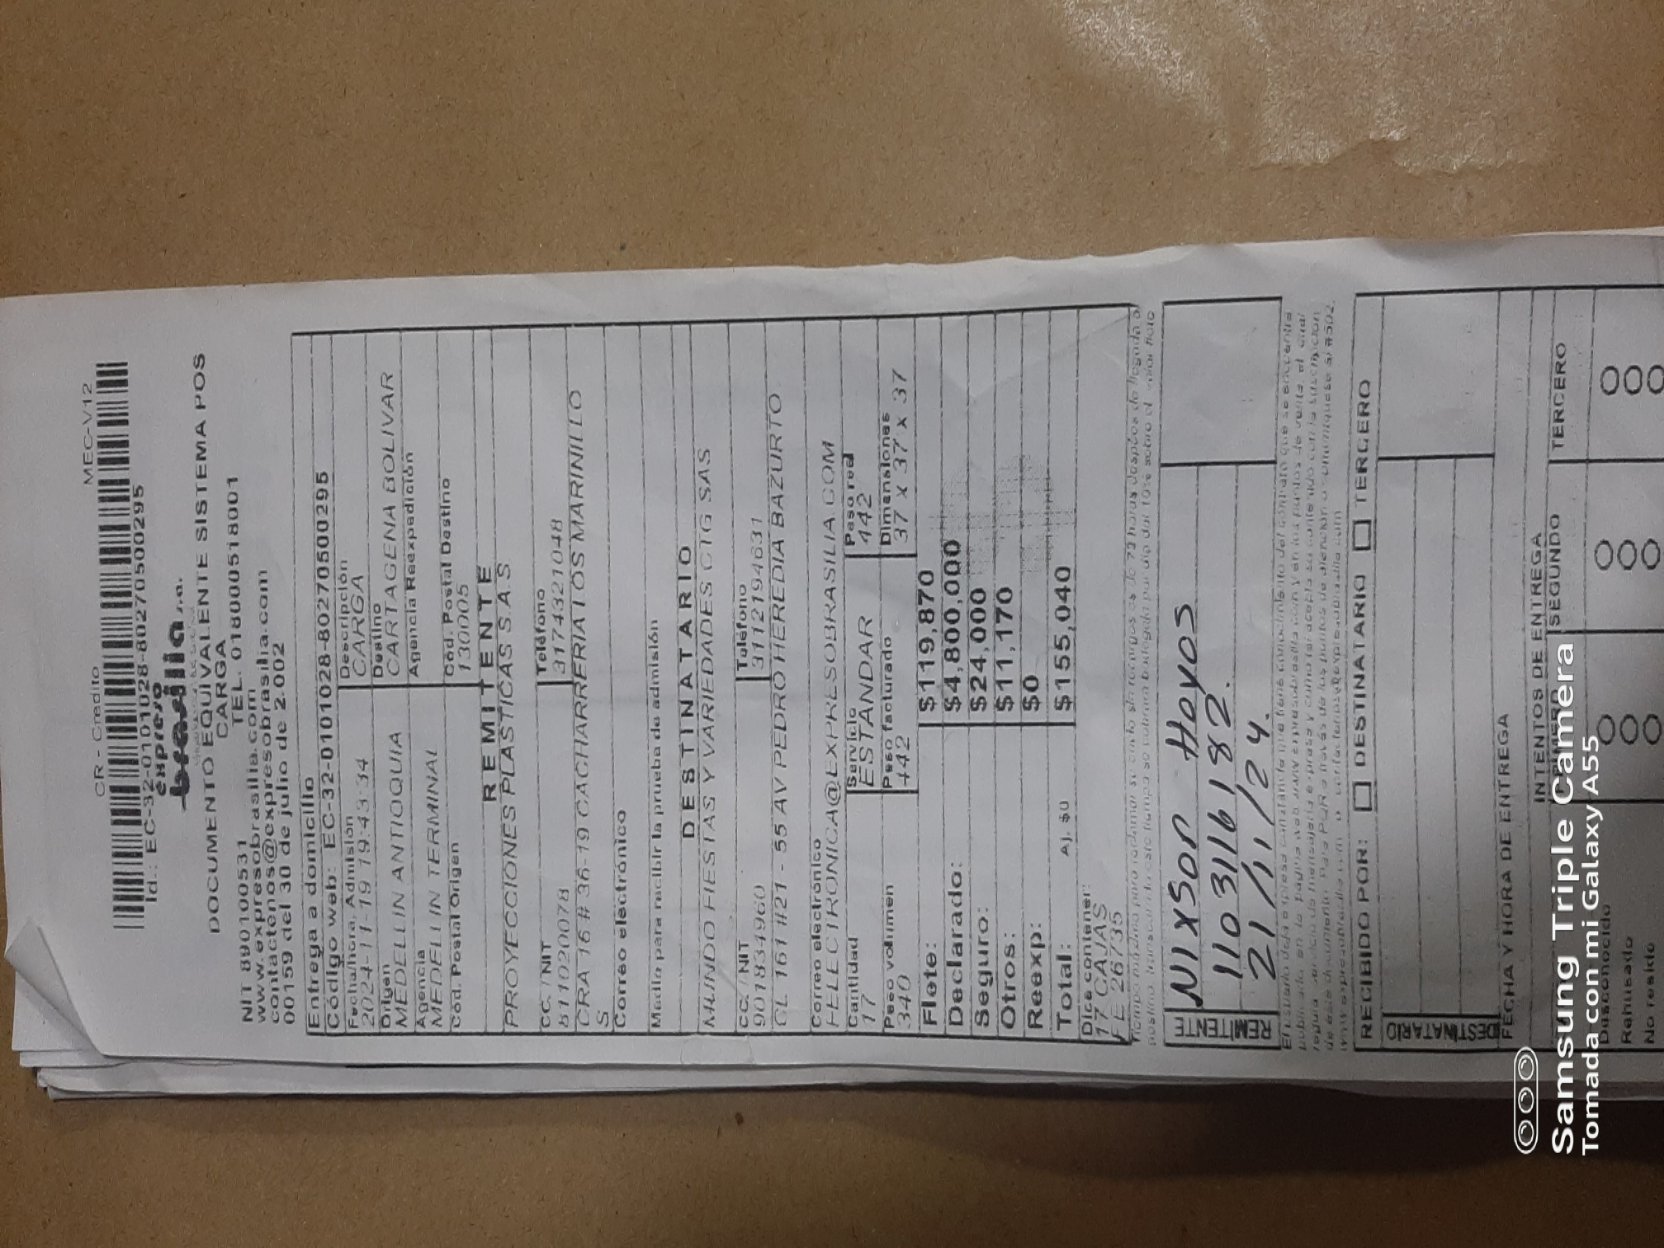 MEC-V12
CR - Credito
Id.: EC-32-0101028-8027050000295
expreso
brasilia s.a.
DOCUMENTO EQUIVALENTE SISTEMA POS
CARGA
TEL. 018000518001
NIT 890100531
www.expresobrasilia.com
contactenos@expresobrasilia.com
00159 del 30 de julio de 2.002
Entrega a domicilio
Código web: EC-32-0101028-80270500295
Fecha/hora. Admisión
2024-11-19 19:43:34
Descripción
CARGA
Origen
MEDELLIN ANTIOQUIA
Destino
CARTAGENA BOLIVAR
Agencia
MEDELLIN TERMINAL
Agencia Reexpedición
Cód. Postal Origen
Cód. Postal Destino
130005
REMITENTE
PROYECCIONES PLASTICAS S.A.S
CC. / NIT
811020078
Teléfono
3174321048
CRA 76 # 36-19 CACHARRERIA TOS MARINILLO
S
Correo electrónico
Medio para recibir la prueba de admisión
DESTINATARIO
MUNDO FIESTAS Y VARIEDADES CTG SAS
CC. / NIT
901834960
Teléfono
3112194631
CL 161 #21 - 55 AV PEDRO HEREDIA BAZURTO
Correo electrónico
FELECTRONICA@EXPRESOBRASILIA.COM
Cantidad
17
Servicio
ESTANDAR
Peso real
442
Peso volumen
340
Peso facturado
442
Dimensiones
37 x 37 x 37
Flete: $119,870
Declarado: $4,800,000
Seguro: $24,000
Otros: $11,170
Reexp: $0
Total: Aj. $0 $155,040
Dice contener:
17 CAJAS
FE 26735
REMITENTE
NIXSON HOYOS
1103116182.
21/11/24.
RECIBIDO POR: DESTINATARIO TERCERO
DESTINATARIO
FECHA Y HORA DE ENTREGA
INTENTOS DE ENTREGA
SEGUNDO TERCERO
Desconocido
Rehusado
No reside
Samsung Triple Camera
Tomada con mi Galaxy A55